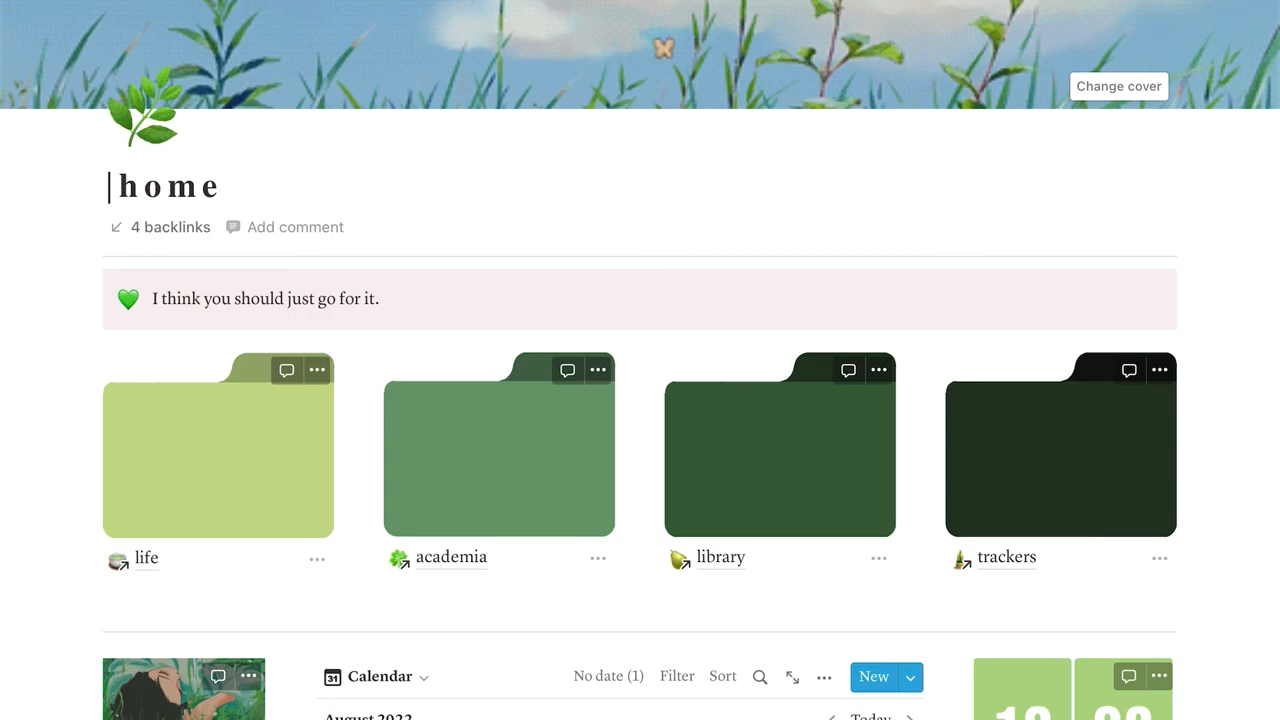 Change cover
|home
4 backlinks Add comment
I think you should just go for it.
life academia library trackers
31 Calendar No date (1) Filter Sort New
August 2022 Today